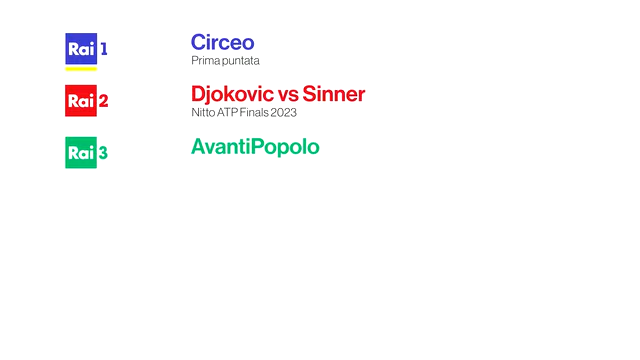 Rai 1
Circeo
Prima puntata
Rai 2
Djokovic vs Sinner
Nitto ATP Finals 2023
Rai 3
AvantiPopolo